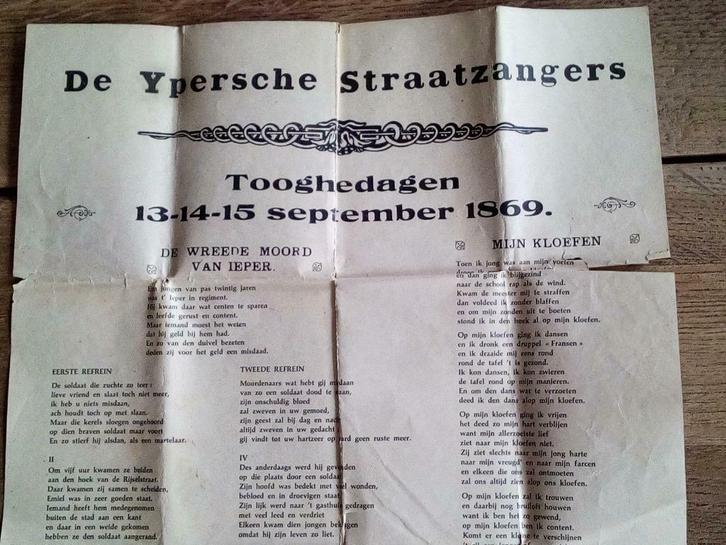 De Ypersche Straatzangers
Tooghedagen
13-14-15 september 1869.
DE WREEDE MOORD
VAN IEPER.
Een jongen van pas twintig jaren
was t' Ieper in regiment.
Hij kwam daar wat centen te sparen
en leefde gerust en content.
Maar iemand moest het weten
dat hij geld bij hem had.
En zo van den duivel bezeten
deden zij voor het geld een misdaad.
EERSTE REFREIN
De soldaat die zuchte zo teer:
lieve vriend en slaat toch niet meer,
ik heb u niets misdaan,
ach houdt toch op met slaan.
Maar die kerels sloegen ongehoord
op dien braven soldaat maar voort
En zo stierf hij alsdan, als een martelaar.
II
Om vijf uur kwamen ze beiden
aan den hoek van de Rijselstraat.
Daar kwamen zij samen te scheiden,
Emiel was in zeer goeden staat.
Iemand heeft hem medegenomen
buiten de stad aan een kant
en daar in een weide gekomen
hebben ze den soldaat aangerand.
TWEEDE REFREIN
Moordenaars wat hebt gij misdaan
van zo een soldaat dood te slaan,
zijn onschuldig bloed
zal zweven in uw gemoed,
zijn geest zal bij dag en nacht
altijd zweven in uw gedacht
gij vindt tot uw hartzeer op aard geen ruste meer.
IV
Des anderdaags werd hij gevonden
op die plaats door een soldaat
Zijn hoofd was bedekt met vele wonden,
bebloed en in droevigen staat.
Zijn lijk werd naar 't gasthuis gedragen
met veel leed en verdriet
Elkeen kwam dien jongen beklagen
omdat hij zijn leven zo liet.
MIJN KLOEFEN
Toen ik jong was aan mijn voeten
en dan ging ik blijgezind
naar de school rap als de wind.
Kwam de meester mij te straffen
dan voldeed ik zonder blaffen
en om mijn zonden uit te boeten
stond ik in den hoek al op mijn kloefen.
Op mijn kloefen ging ik dansen
en ik dronk een druppel « Fransen »
en ik draaide mij eens rond
rond de tafel 't is gezond.
Ik kon dansen, ik kon zwieren
de tafel rond op mijn manieren.
En om den dans wat te verzoeten
deed ik den dans alop mijn kloefen.
Op mijn kloefen ging ik vrijen
het deed zo mijn hart verblijen
want mijn allerzoetste lief
ziet naar mijn kloefen niet.
Zij ziet slechts naar mijn jong harte
naar mijn vreugd' en naar mijn farcen
en elkeen die ons zal ontmoeten
zal ons altijd zien alop ons kloefen.
Op mijn kloefen zal ik trouwen
en daarbij nog bruiloft houwen
want ik ben het zo gewend,
op mijn kloefen ben ik content.
Komt er een kleine te verschijnen